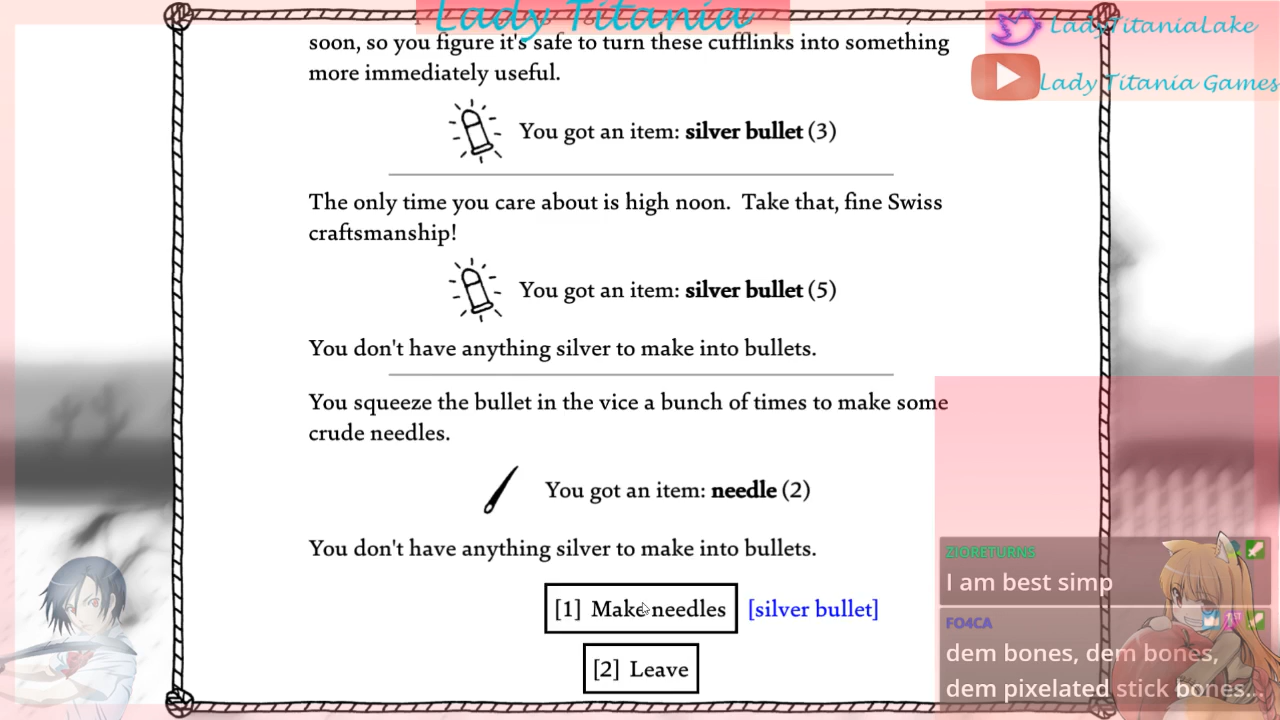 Lady Titania
LadyTitaniaLake
Lady Titania Games
soon, so you figure it's safe to turn these cufflinks into something
more immediately useful.
You got an item: silver bullet (3)
The only time you care about is high noon. Take that, fine Swiss
craftsmanship!
You got an item: silver bullet (5)
You don't have anything silver to make into bullets.
You squeeze the bullet in the vice a bunch of times to make some
crude needles.
You got an item: needle (2)
You don't have anything silver to make into bullets.
[1] Make needles [silver bullet]
[2] Leave
ZIORETURNS
I am best simp
FO4CA
dem bones, dem bones,
dem pixelated stick bones...